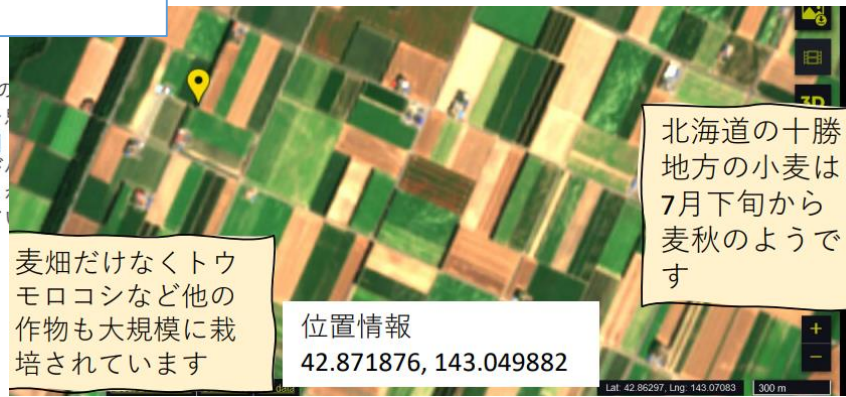 3D
北海道の十勝
地方の小麦は
7月下旬から
麦秋のようで
す
麦畑だけなくトウ
モロコシなど他の
作物も大規模に栽
培されています
位置情報
42.871876, 143.049882
+
−
Lat: 42.86297, Lng: 143.07083
300 m